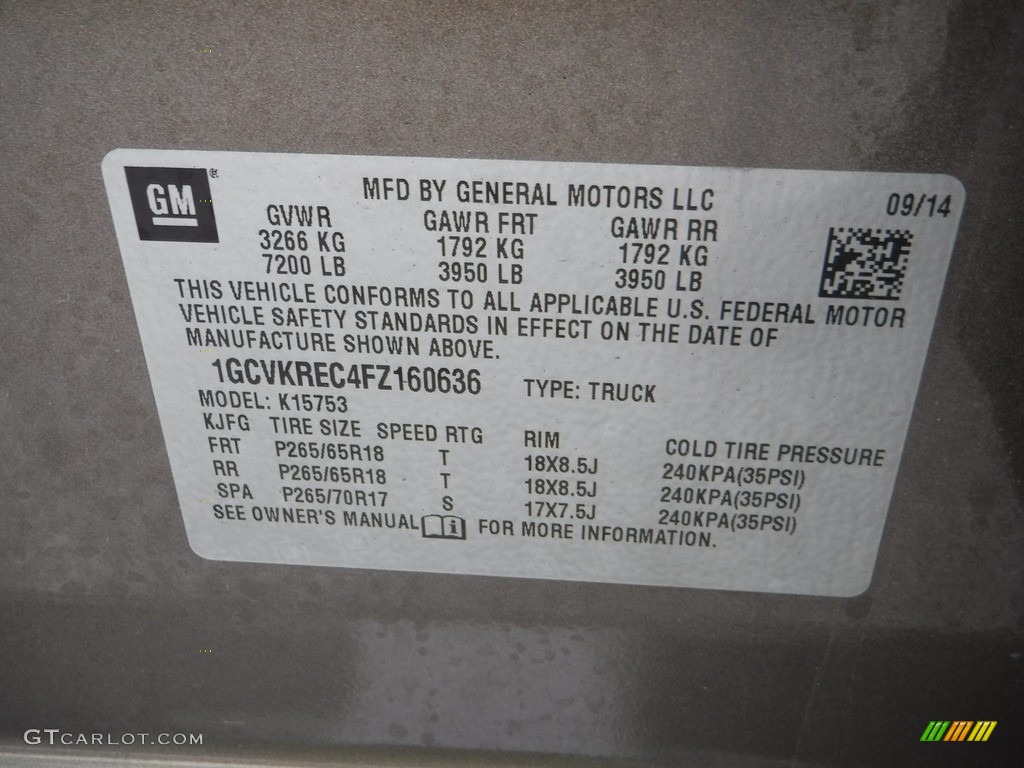 GM ®
MFD BY GENERAL MOTORS LLC 09/14
GVWR GAWR FRT GAWR RR
3266 KG 1792 KG 1792 KG
7200 LB 3950 LB 3950 LB
THIS VEHICLE CONFORMS TO ALL APPLICABLE U.S. FEDERAL MOTOR
VEHICLE SAFETY STANDARDS IN EFFECT ON THE DATE OF
MANUFACTURE SHOWN ABOVE.
1GCVKREC4FZ160636 TYPE: TRUCK
MODEL: K15753
KJFG TIRE SIZE SPEED RTG RIM COLD TIRE PRESSURE
FRT P265/65R18 T 18X8.5J 240KPA(35PSI)
RR P265/65R18 T 18X8.5J 240KPA(35PSI)
SPA P265/70R17 S 17X7.5J 240KPA(35PSI)
SEE OWNER'S MANUAL i FOR MORE INFORMATION.
GTCARLOT.COM